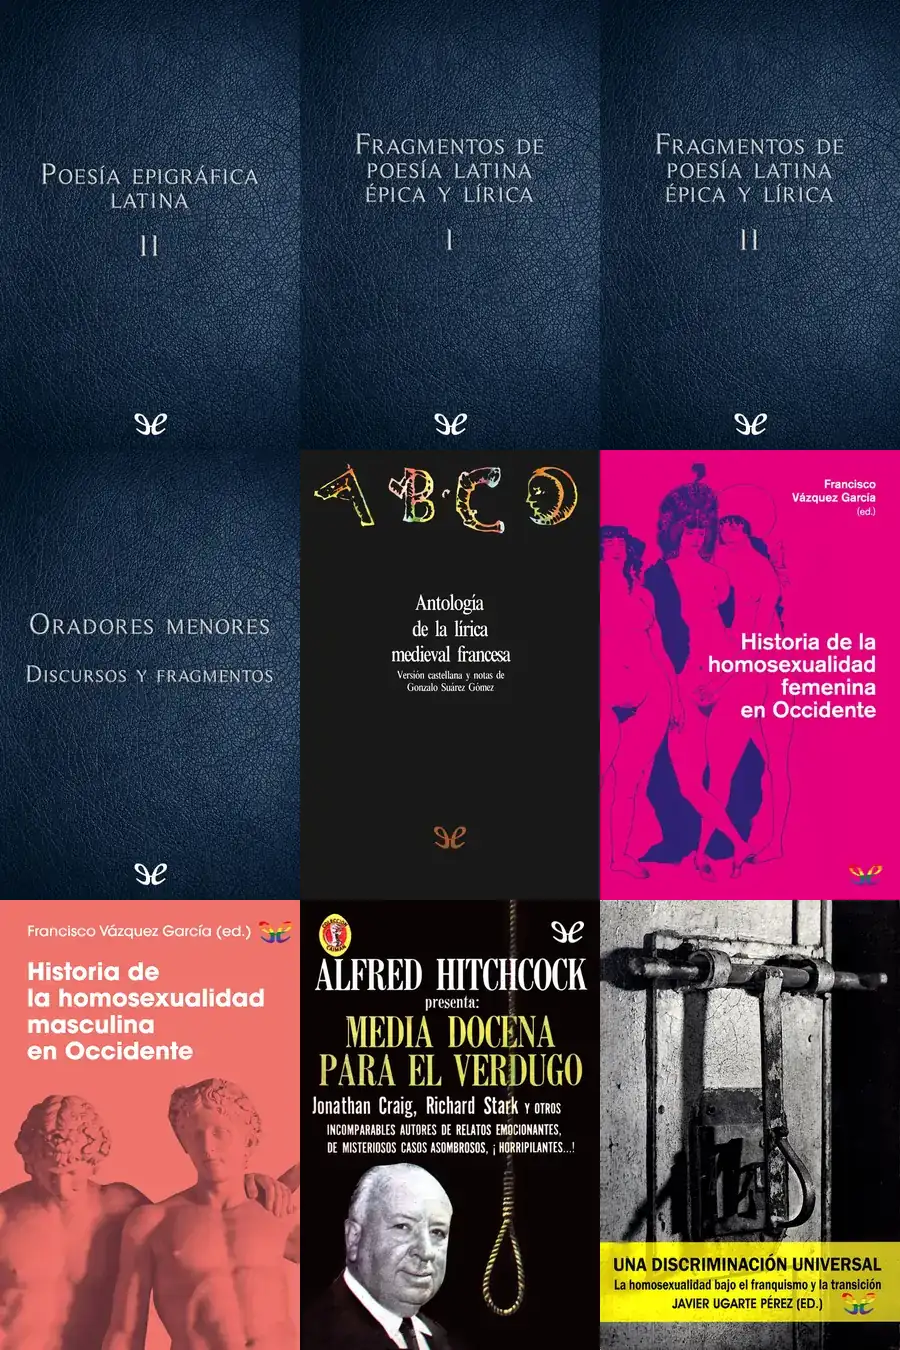 POESÍA EPIGRÁFICA
LATINA
II
FRAGMENTOS DE
POESÍA LATINA
ÉPICA Y LÍRICA
I
FRAGMENTOS DE
POESÍA LATINA
ÉPICA Y LÍRICA
II
ORADORES MENORES
DISCURSOS Y FRAGMENTOS
ABCD
Antología
de la lírica
medieval francesa
Versión castellana y notas de
Gonzalo Suárez Gómez
Francisco
Vázquez García
(ed.)
Historia de la
homosexualidad
femenina
en Occidente
Francisco Vázquez García (ed.)
Historia de
la homosexualidad
masculina
en Occidente
COLECCION
CAIMAN
ALFRED HITCHCOCK
presenta:
MEDIA DOCENA
PARA EL VERDUGO
Jonathan Craig, Richard Stark Y OTROS
INCOMPARABLES AUTORES DE RELATOS EMOCIONANTES,
DE MISTERIOSOS CASOS ASOMBROSOS, ¡HORRIPILANTES...!
UNA DISCRIMINACIÓN UNIVERSAL
La homosexualidad bajo el franquismo y la transición
JAVIER UGARTE PÉREZ (ED.)